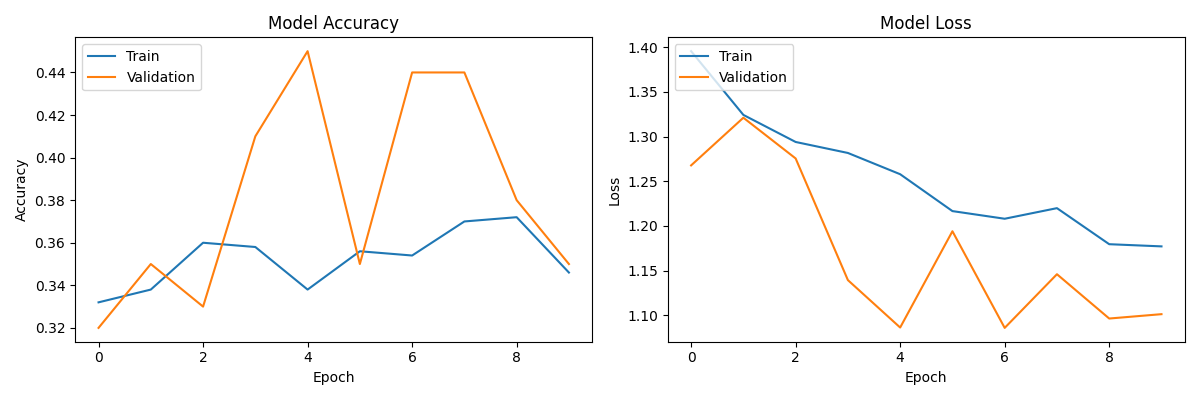 Model Accuracy
Train
Validation
0.44
0.42
0.40
0.38
0.36
0.34
0.32
Accuracy
0 2 4 6 8
Epoch
Model Loss
Train
Validation
1.40
1.35
1.30
1.25
1.20
1.15
1.10
Loss
0 2 4 6 8
Epoch